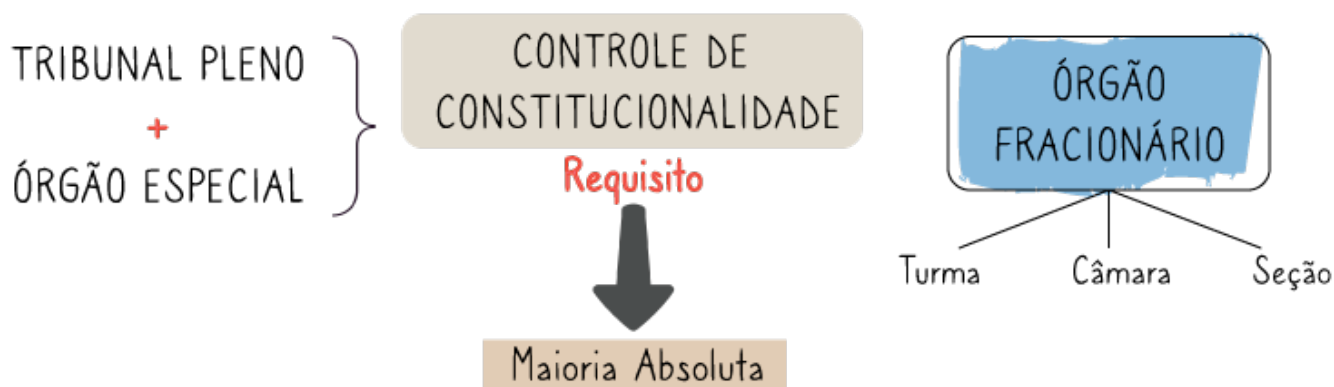 TRIBUNAL PLENO
+
ÓRGÃO ESPECIAL
CONTROLE DE
CONSTITUCIONALIDADE
Requisito
Maioria Absoluta
ÓRGÃO
FRACIONÁRIO
Turma
Câmara
Seção